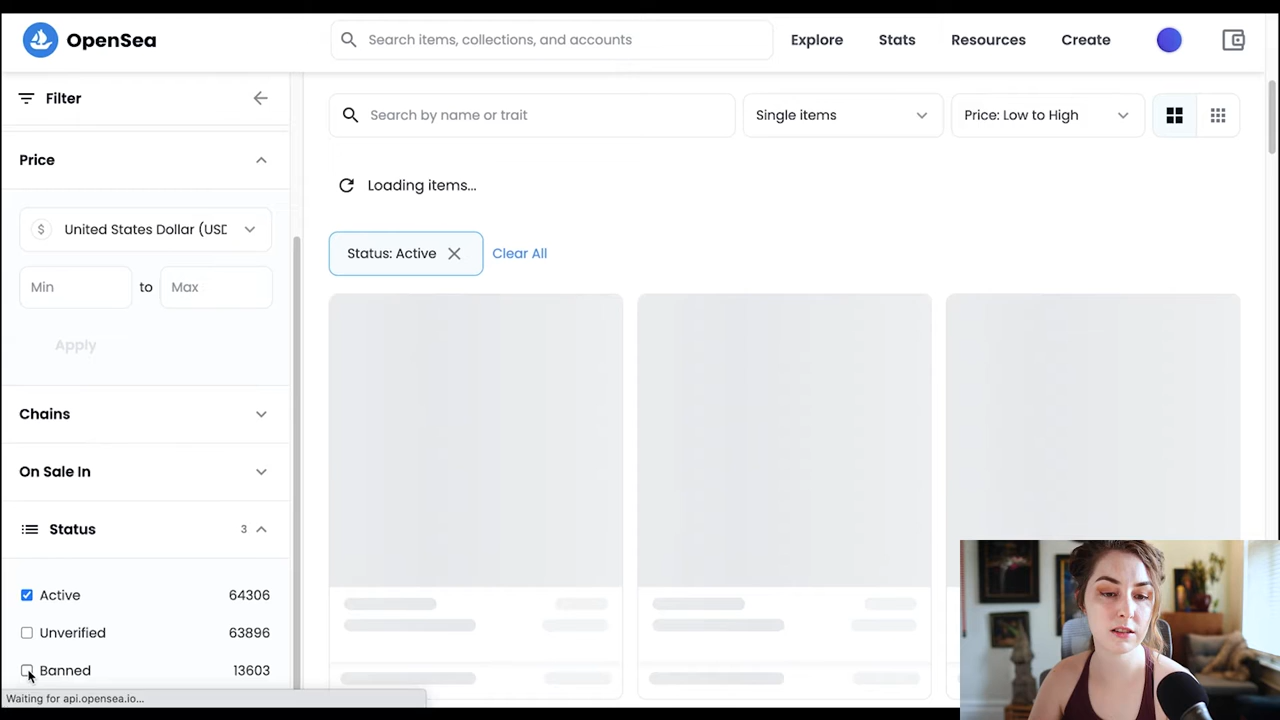 OpenSea
Search items, collections, and accounts
Explore
Stats
Resources
Create
Filter
Search by name or trait
Single items
Price: Low to High
Price
Loading items...
$ United States Dollar (USD
Status: Active
Clear All
Min to Max
Apply
Chains
On Sale In
Status 3
Active 64306
Unverified 63896
Banned 13603
Waiting for api.opensea.io...